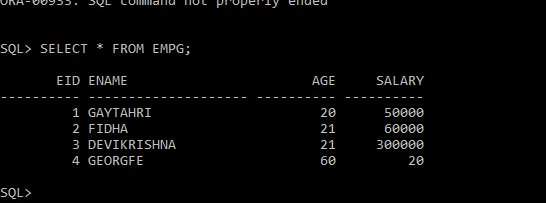 ORA-00933: SQL command not properly ended
SQL> SELECT * FROM EMPG;
EID ENAME AGE SALARY
---------- -------------------- ---------- ----------
1 GAYTAHRI 20 50000
2 FIDHA 21 60000
3 DEVIKRISHNA 21 300000
4 GEORGFE 60 20
SQL>